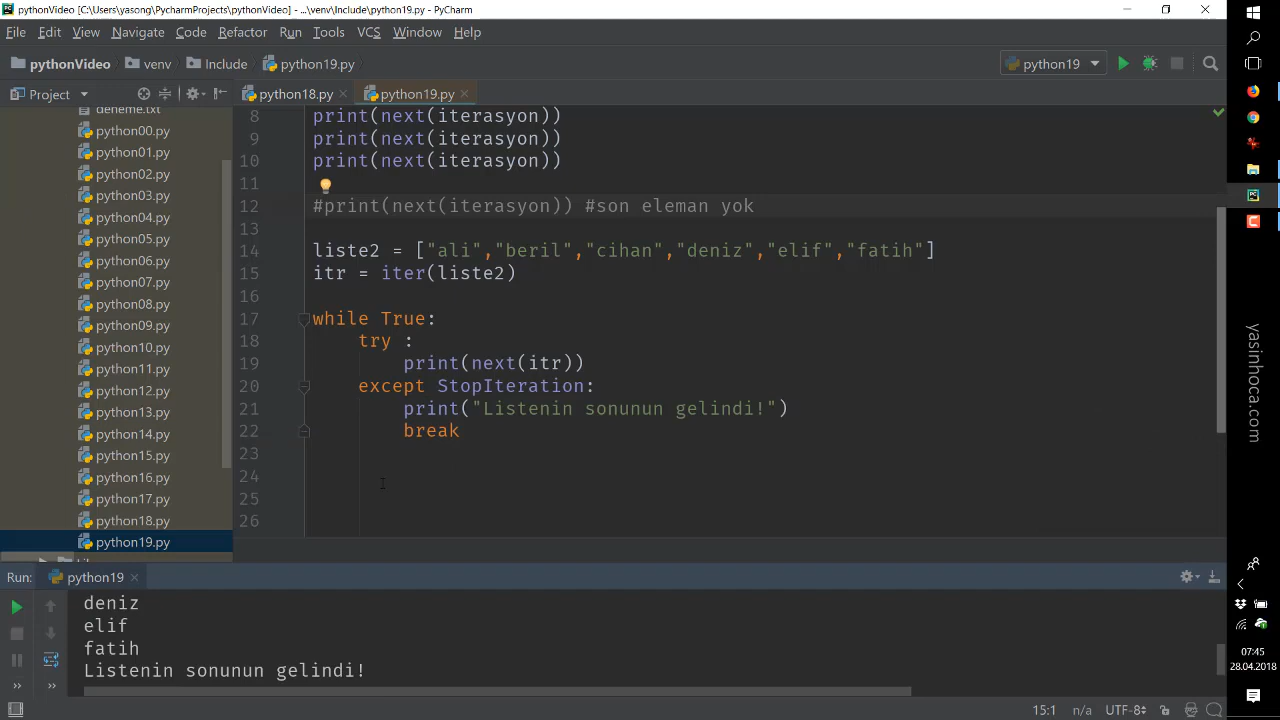 pythonVideo [C:\Users\yasong\PycharmProjects\pythonVideo] - ...\venv\Include\python19.py - PyCharm
File Edit View Navigate Code Refactor Run Tools VCS Window Help
pythonVideo venv Include python19.py python19
Project python18.py python19.py
deneme.txt
python00.py
python01.py
python02.py
python03.py
python04.py
python05.py
python06.py
python07.py
python08.py
python09.py
python10.py
python11.py
python12.py
python13.py
python14.py
python15.py
python16.py
python17.py
python18.py
python19.py
8 print(next(iterasyon))
9 print(next(iterasyon))
10 print(next(iterasyon))
11
12 #print(next(iterasyon)) #son eleman yok
13
14 liste2 = ["ali","beril","cihan","deniz","elif","fatih"]
15 itr = iter(liste2)
16
17 while True:
18 try :
19 print(next(itr))
20 except StopIteration:
21 print("Listenin sonunun gelindi!")
22 break
23
24
25
26
Run: python19
deniz
elif
fatih
Listenin sonunun gelindi!
15:1 n/a UTF-8
yasinhoca.com
07:45
28.04.2018